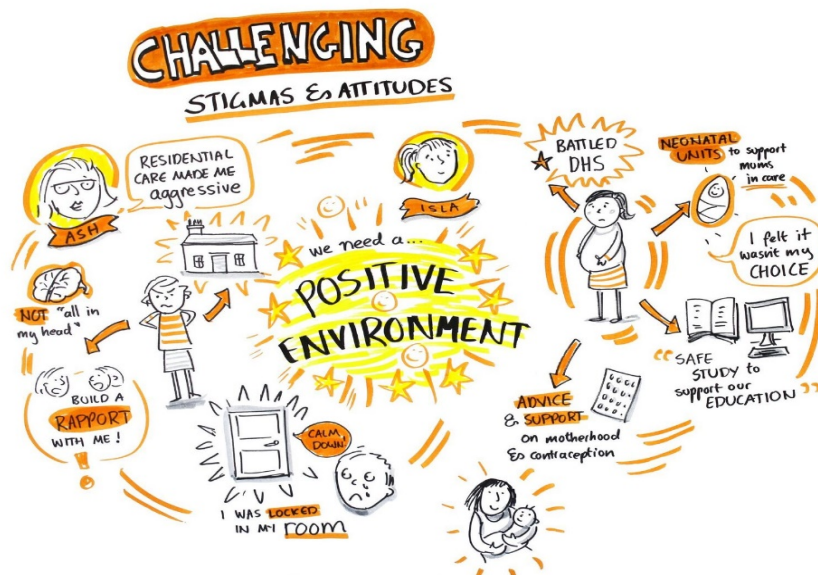 CHALLENGING
STIGMAS & ATTITUDES
RESIDENTIAL
CARE MADE ME
aggressive
ASH
NOT "all in
my head"
BUILD A
RAPPORT
WITH ME!
CALM
DOWN!
I WAS LOCKED
IN MY room
we need a...
POSITIVE
ENVIRONMENT
ISLA
BATTLED
DHS
NEONATAL
UNITS to support
mums
in care
I felt it
wasn't my
CHOICE
"SAFE
STUDY to
support our
EDUCATION"
ADVICE
& SUPPORT
on motherhood
& contraception